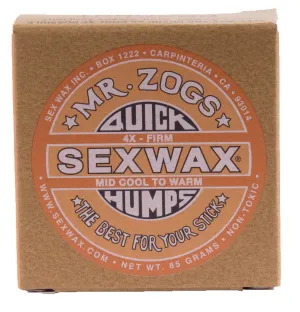 SEX WAX INC. • BOX 1222 • CARPINTERIA • CA • 93014
MR. ZOGS
QUICK
4X - FIRM
SEXWAX®
MID COOL TO WARM
HUMPS
THE BEST FOR YOUR STICK
WWW.SEXWAX.COM • NET WT. 85 GRAMS • NON-TOXIC •